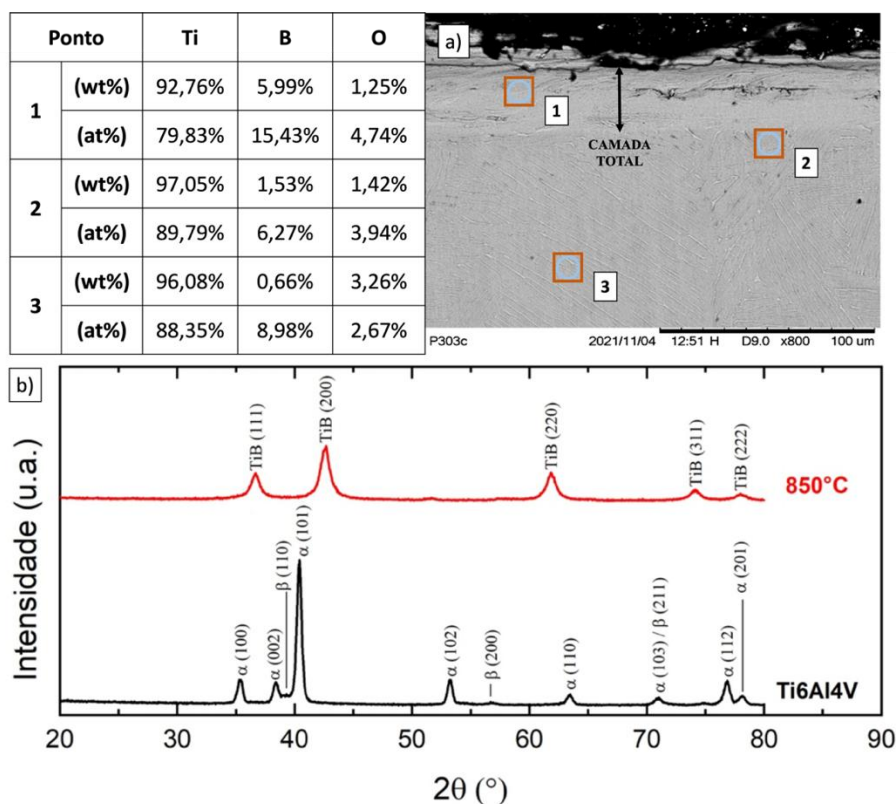 Ponto Ti B O
1 (wt%) 92,76% 5,99% 1,25%
(at%) 79,83% 15,43% 4,74%
2 (wt%) 97,05% 1,53% 1,42%
(at%) 89,79% 6,27% 3,94%
3 (wt%) 96,08% 0,66% 3,26%
(at%) 88,35% 8,98% 2,67%
a)
1
CAMADA
TOTAL
2
3
P303c 2021/11/04 12:51 H D9.0 x800 100 um
b)
Intensidade (u.a.)
TiB (111)
TiB (200)
TiB (220)
TiB (311)
TiB (222)
850°C
α (100)
α (002)
β (110)
α (101)
α (102)
β (200)
α (110)
α (103) / β (211)
α (112)
α (201)
Ti6Al4V
20 30 40 50 60 70 80 90
2θ (°)